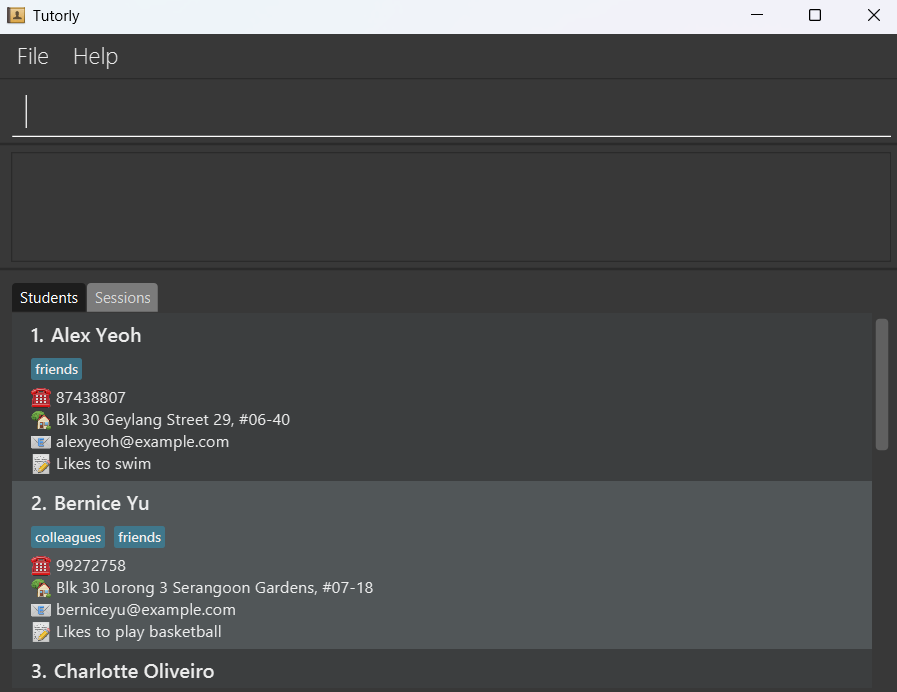 Tutorly
File Help
Students Sessions
1. Alex Yeoh
friends
87438807
Blk 30 Geylang Street 29, #06-40
alexyeoh@example.com
Likes to swim
2. Bernice Yu
colleagues friends
99272758
Blk 30 Lorong 3 Serangoon Gardens, #07-18
berniceyu@example.com
Likes to play basketball
3. Charlotte Oliveiro